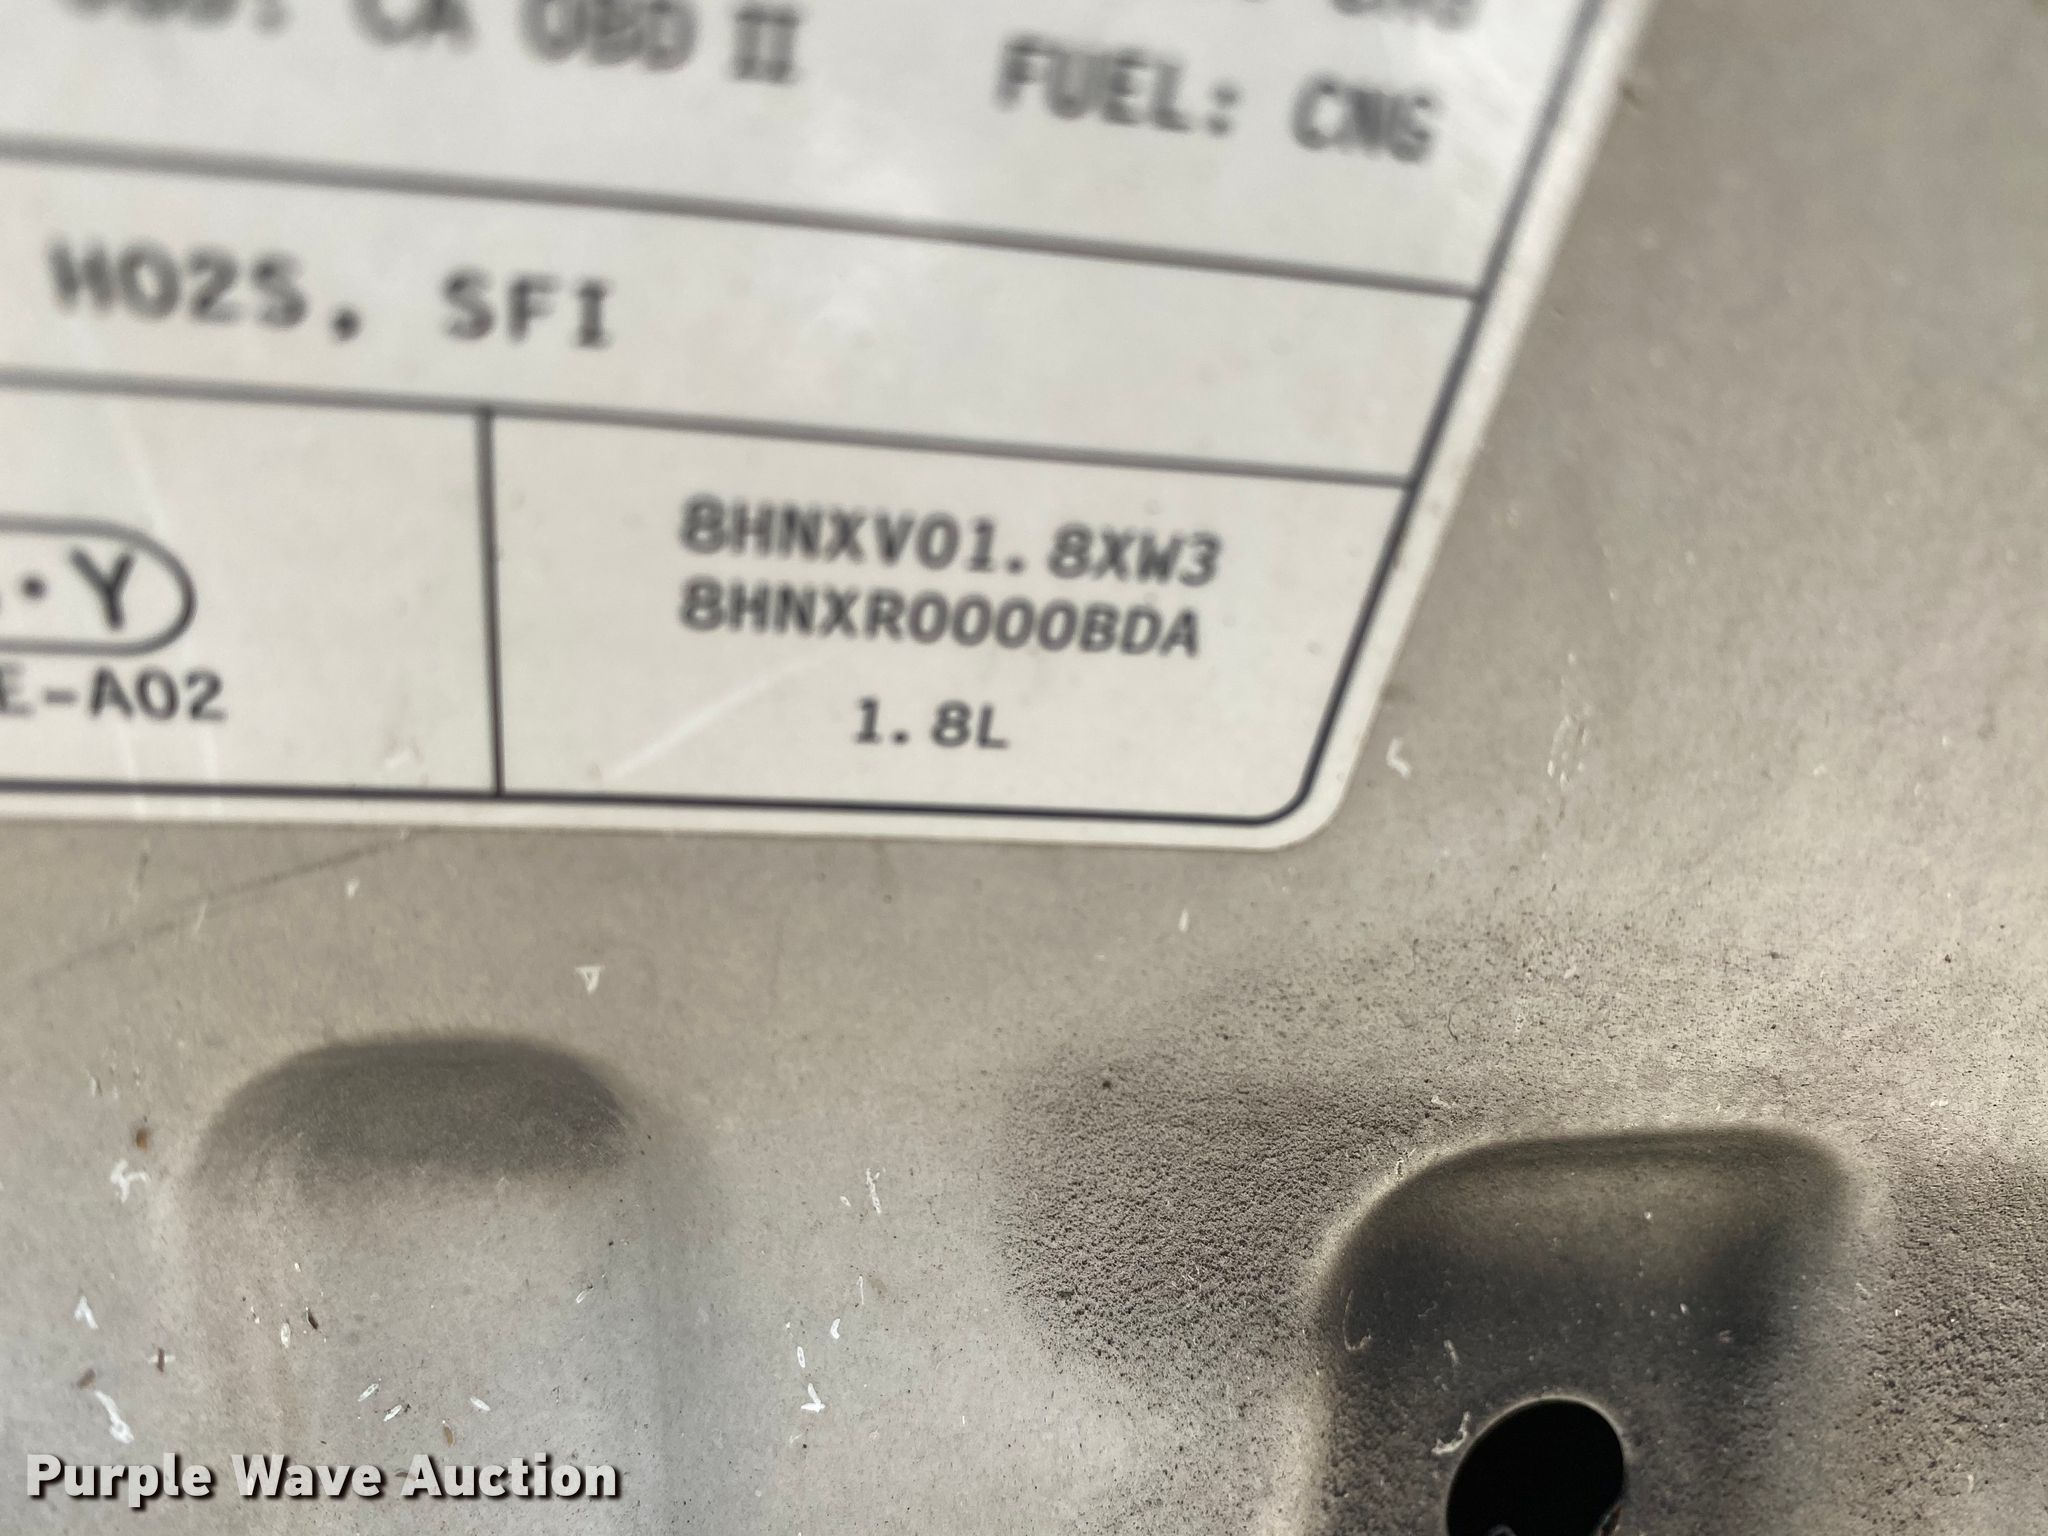 CA OBD II
FUEL: CNG
HO2S, SFI
8HNXV01.8XW3
8HNXR0000BDA
1.8L
Y
E-A02
Purple Wave Auction